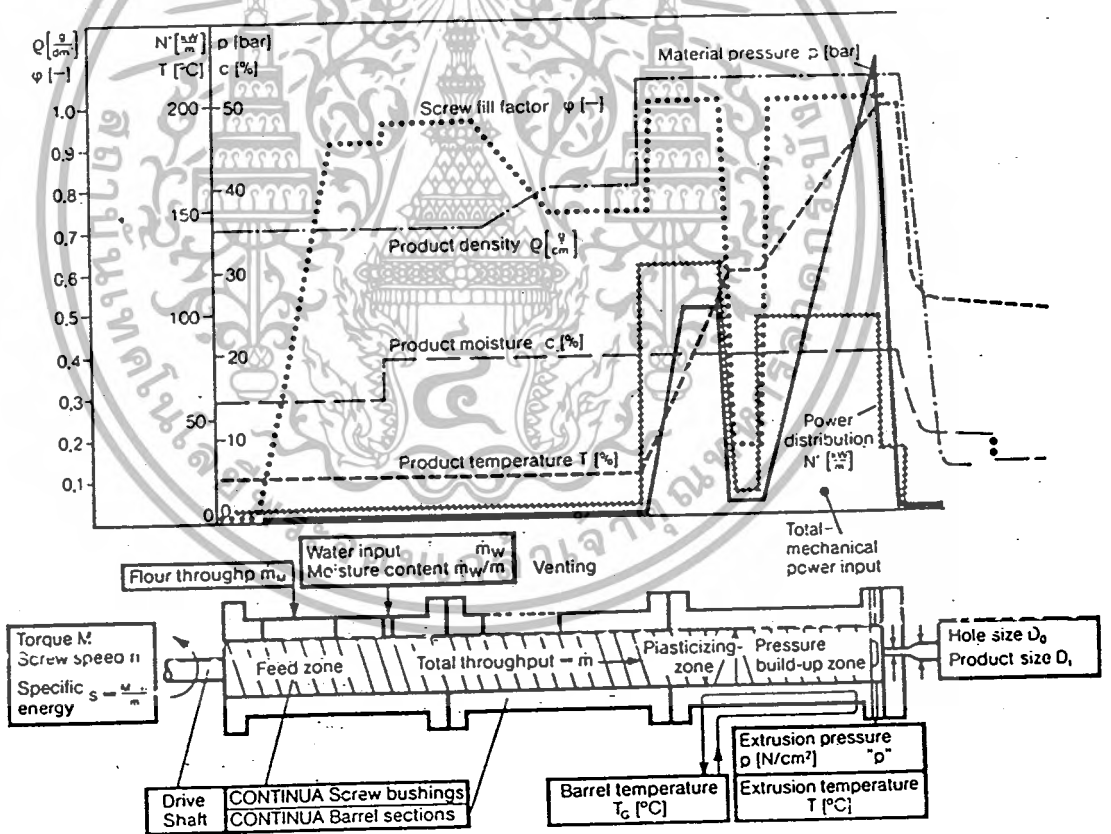 ρ [g/dm³] N' [kW/m] p [bar]
φ [–] T [°C] c [%]
Material pressure p [bar]
1.0 200 50
Screw fill factor φ [–]
0.9
0.8 150 40
0.7
Product density ρ [g/cm]
0.6 30
0.5 100
Product moisture c [%]
0.4 20
0.3
50
0.2 10
Power
distribution
N' [kW/m]
Product temperature T [%]
0.1
0 0
Total-
mechanical
power input
Water input ṁw
Moisture content ṁw/ṁ
Venting
Flour throughp
Torque M
Screw speed n
Specific
energy
Feed zone
Total throughput – ṁ
Plasticizing-
zone
Pressure
build-up zone
Hole size D₀
Product size D₁
Extrusion pressure
p [N/cm²] "p"
Extrusion temperature
T [°C]
Barrel temperature
T_G [°C]
Drive
Shaft
CONTINUA Screw bushings
CONTINUA Barrel sections